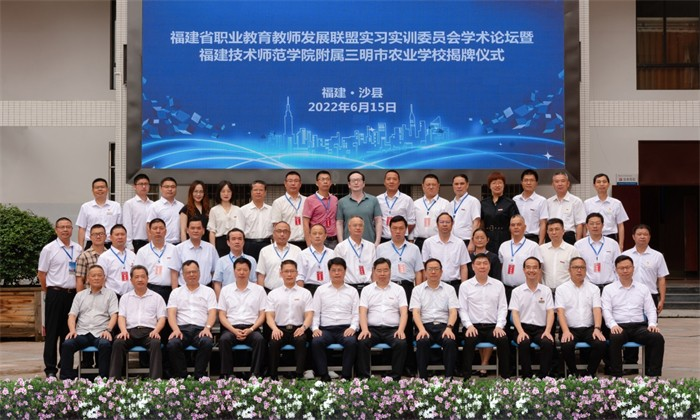 福建省职业教育教师发展联盟实习实训委员会学术论坛暨
福建技术师范学院附属三明市农业学校揭牌仪式
福建·沙县
2022年6月15日